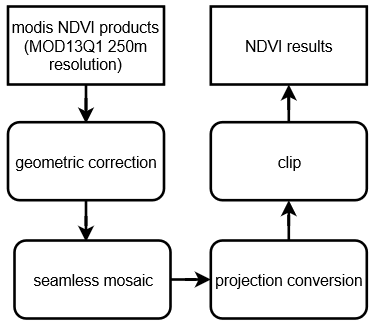 modis NDVI products
(MOD13Q1 250m
resolution)
geometric correction
seamless mosaic
projection conversion
clip
NDVI results